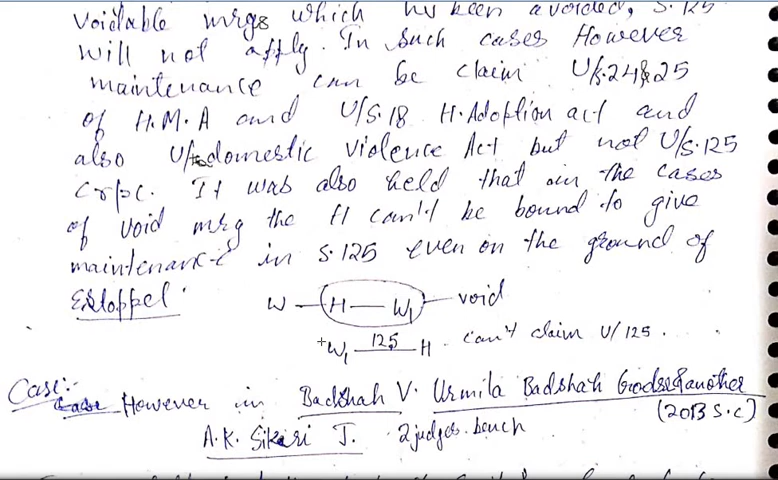 voidable mrgs which hs been avoided, S. 125
will not apply. In such cases However
maintenance can be claim U/s. 24 & 25
of H.M.A and U/S. 18 H. Adoption act and
also U/s domestic violence Act but not U/S. 125
Crpc. It was also held that in the cases
of void mrg the H can't be bound to give
maintenance in S. 125 even on the ground of
Estoppel.
W — H — W1 — void
W1 125 H. can't claim U/125.
Case:-
However in Badshah V. Urmila Badshah Godse & another
(2013 S.C)
A.K. Sikri J. 2 judges bench